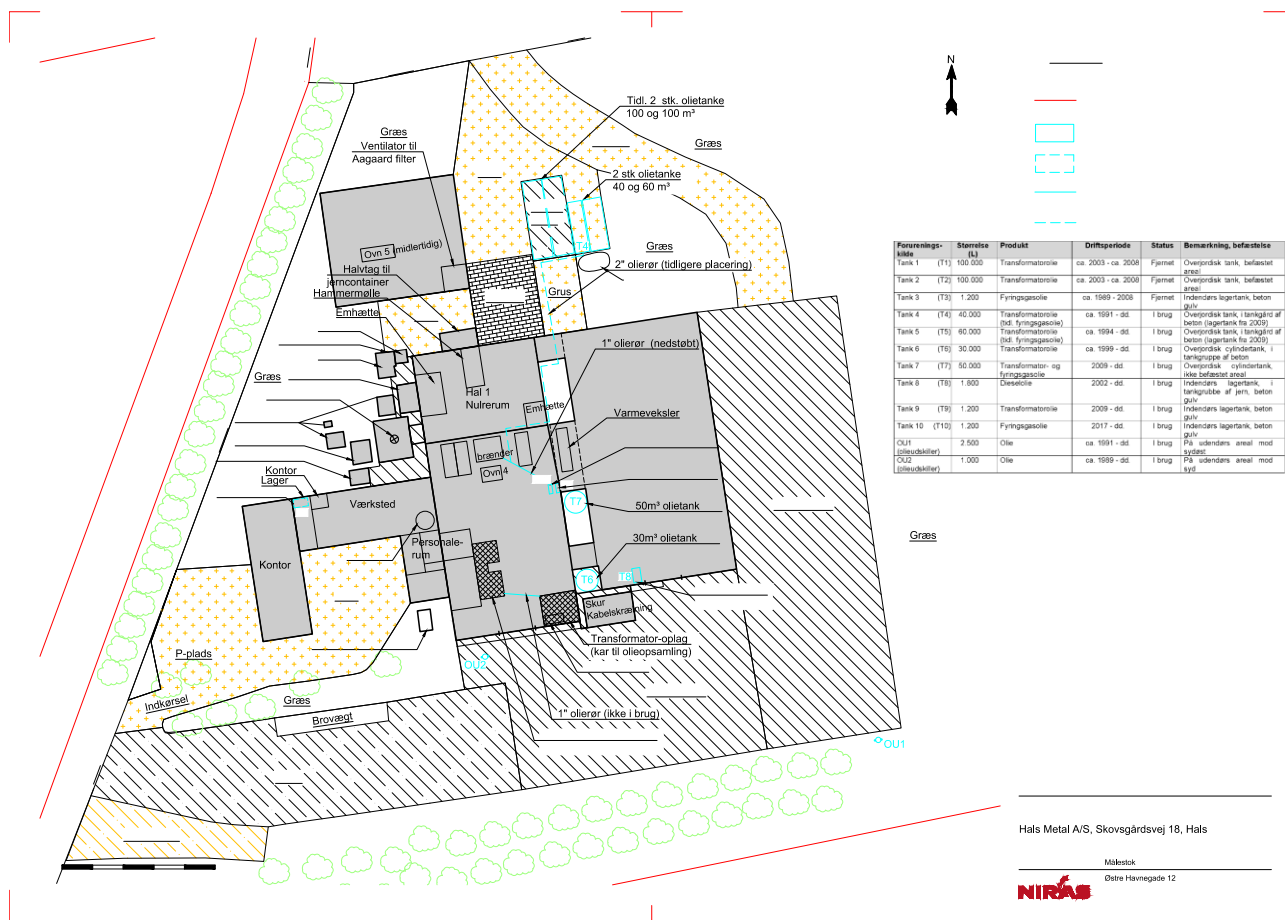 N
Tidl. 2 stk. olietanke
100 og 100 m³
Græs
Ventilator til
Aagaard filter
Græs
2 stk olietanke
40 og 60 m³
Ovn 5 (midlertidig)
T4
Græs
2" olierør (tidligere placering)
Halvtag til
jerncontainer
Hammermølle
Grus
Emhætte
1" olierør (nedstøbt)
Græs
Hal 1
Nulrerum
Emhætte
Varmeveksler
brænder
Ovn 4
Kontor
Lager
Værksted
T7
50m³ olietank
Personale-
rum
30m³ olietank
Kontor
T6
T8
Skur
Kabelskrælning
Transformator-oplag
(kar til olieopsamling)
P-plads
OU2
Indkørsel
Græs
Brovægt
1" olierør (ikke i brug)
OU1
Græs
Forurenings-kilde Størrelse (L) Produkt Driftsperiode Status Bemærkning, befæstelse
Tank 1 (T1) 100.000 Transformatorolie ca. 2003 - ca. 2008 Fjernet Overjordisk tank, befæstet areal
Tank 2 (T2) 100.000 Transformatorolie ca. 2003 - ca. 2008 Fjernet Overjordisk tank, befæstet areal
Tank 3 (T3) 1.200 Fyringsgasolie ca. 1989 - 2008 Fjernet Indendørs lagertank, beton gulv
Tank 4 (T4) 40.000 Transformatorolie (tidl. fyringsgasolie) ca. 1991 - dd. I brug Overjordisk tank, i tankgård af beton (lagertank fra 2009)
Tank 5 (T5) 60.000 Transformatorolie (tidl. fyringsgasolie) ca. 1994 - dd. I brug Overjordisk tank, i tankgård af beton (lagertank fra 2009)
Tank 6 (T6) 30.000 Transformatorolie ca. 1999 - dd. I brug Overjordisk cylindertank, i tankgruppe af beton
Tank 7 (T7) 50.000 Transformator- og fyringsgasolie 2009 - dd. I brug Overjordisk cylindertank, ikke befæstet areal
Tank 8 (T8) 1.800 Dieselolie 2002 - dd. I brug Indendørs lagertank, i tankgrubbe af jern, beton gulv
Tank 9 (T9) 1.200 Transformatorolie 2009 - dd. I brug Indendørs lagertank, beton gulv
Tank 10 (T10) 1.200 Fyringsgasolie 2017 - dd. I brug Indendørs lagertank, beton gulv
OU1 (olieudskiller) 2.500 Olie ca. 1991 - dd. I brug På udendørs areal mod sydøst
OU2 (olieudskiller) 1.000 Olie ca. 1989 - dd. I brug På udendørs areal mod syd
Hals Metal A/S, Skovsgårdsvej 18, Hals
Målestok
Østre Havnegade 12
NIRAS